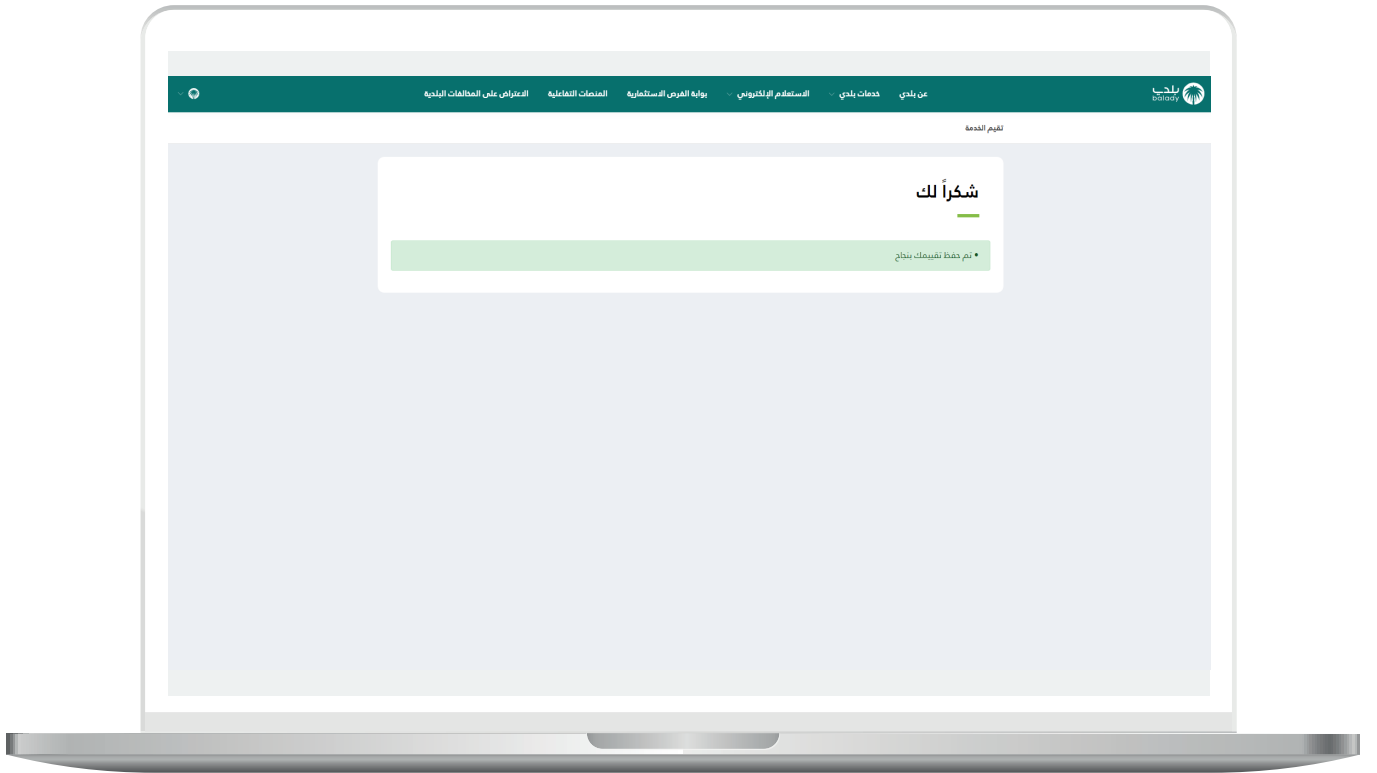 بلدي
balady
عن بلدي
خدمات بلدي
الاستعلام الإلكتروني
بوابة الفرص الاستثمارية
المنصات التفاعلية
الاعتراض على المخالفات البلدية
تقيم الخدمة
شكراً لك
• تم حفظ تقييمك بنجاح